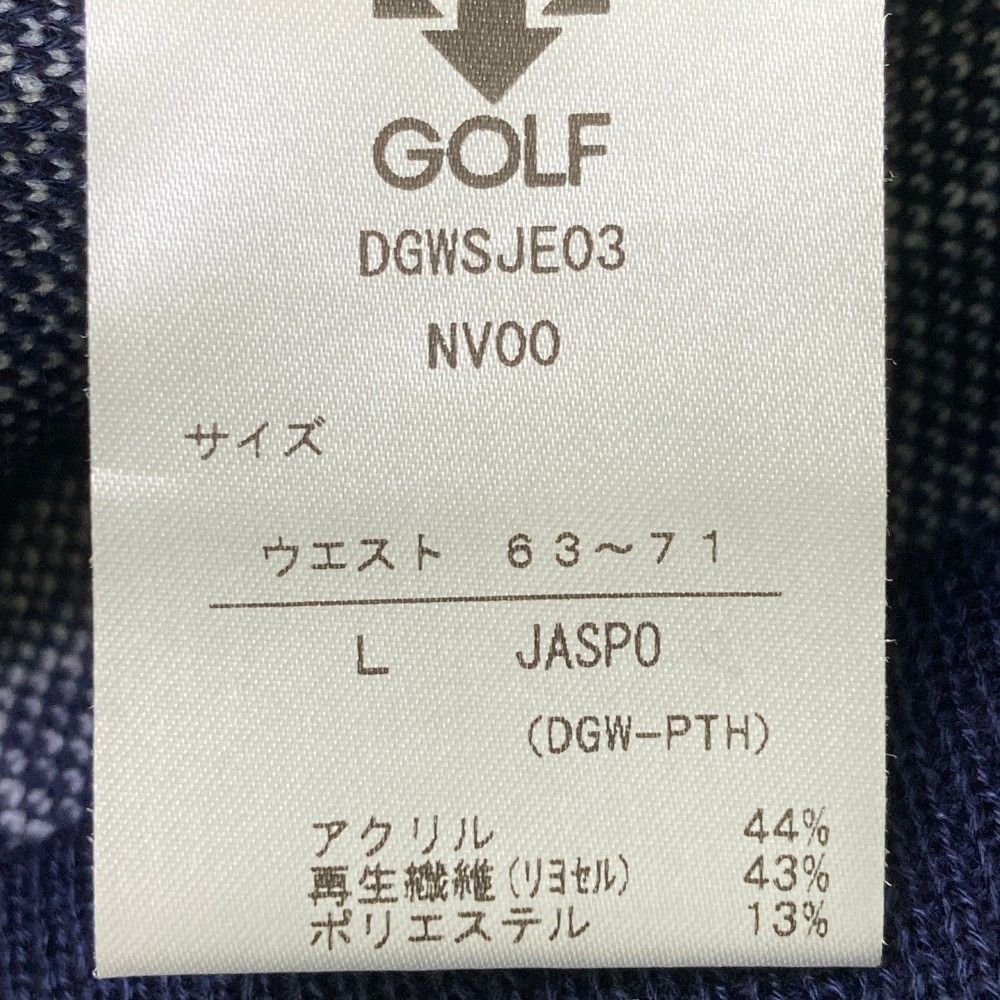 GOLF
DGWSJE03
NV00
サイズ
ウエスト　63〜71
L　JASPO
(DGW-PTH)
アクリル　44%
再生繊維(リヨセル)　43%
ポリエステル　13%